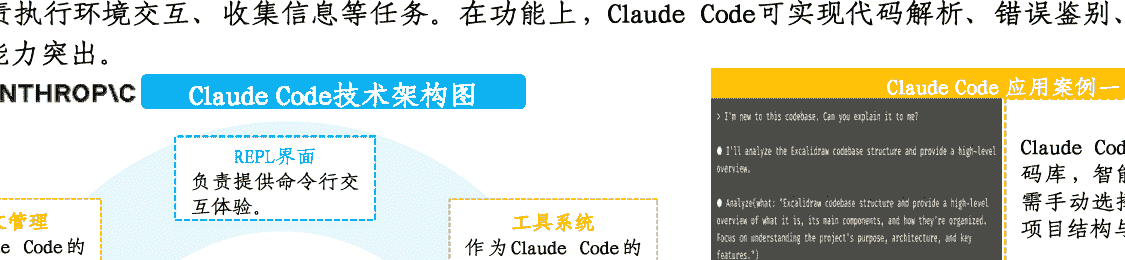 责执行环境交互、收集信息等任务。在功能上，Claude Code可实现代码解析、错误鉴别、
能力突出。
NTHROP\C
Claude Code技术架构图
REPL界面
负责提供命令行交
互体验。
文管理
de Code的
工具系统
作为Claude Code的
Claude Code 应用案例一
> I'm new to this codebase. Can you explain it to me?
● I'll analyze the Excalidraw codebase structure and provide a high-level
overview.
● Analyze(what: "Excalidraw codebase structure and provide a high-level
overview of what it is, its main components, and how they're organized.
Focus on understanding the project's purpose, architecture, and key
features.")
Claude Cod
码库，智能
需手动选择
项目结构与